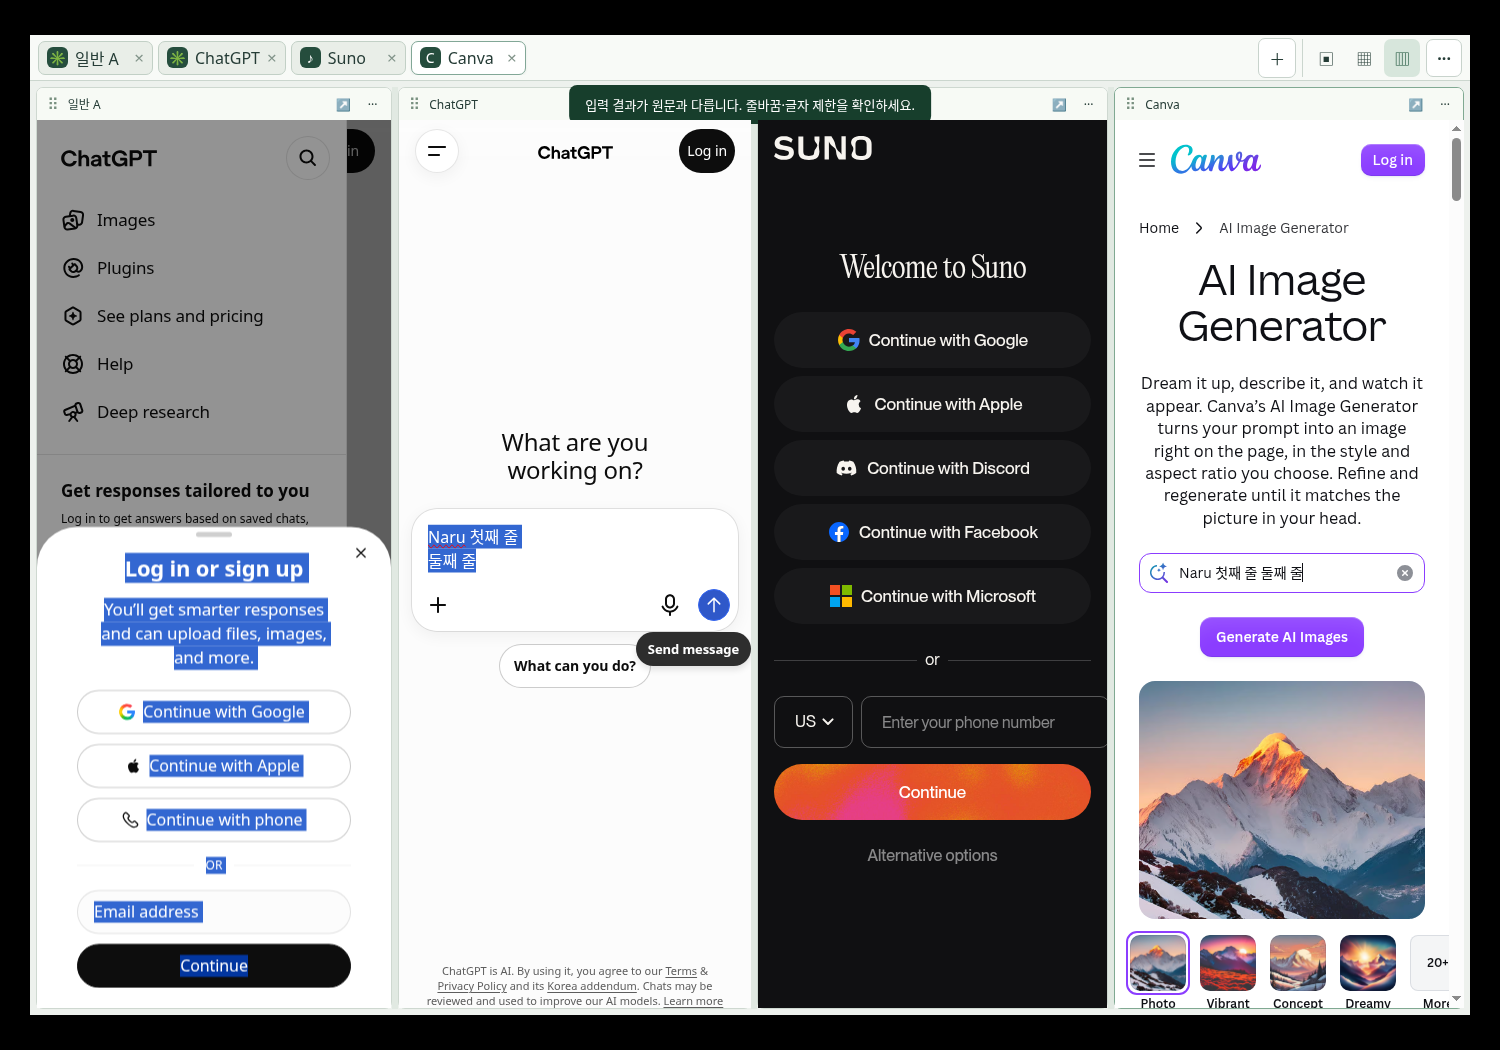 일반 A
ChatGPT
Suno
Canva
일반 A
ChatGPT
입력 결과가 원문과 다릅니다. 줄바꿈·글자 제한을 확인하세요.
Canva
ChatGPT
in
Images
Plugins
See plans and pricing
Help
Deep research
Get responses tailored to you
Log in to get answers based on saved chats,
Log in or sign up
You'll get smarter responses
and can upload files, images,
and more.
Continue with Google
Continue with Apple
Continue with phone
OR
Email address
Continue
ChatGPT
Log in
What are you
working on?
Naru 첫째 줄
둘째 줄
Send message
What can you do?
ChatGPT is AI. By using it, you agree to our Terms &
Privacy Policy and its Korea addendum. Chats may be
reviewed and used to improve our AI models. Learn more
SUNO
Welcome to Suno
Continue with Google
Continue with Apple
Continue with Discord
Continue with Facebook
Continue with Microsoft
or
US
Enter your phone number
Continue
Alternative options
Canva
Log in
Home > AI Image Generator
AI Image
Generator
Dream it up, describe it, and watch it
appear. Canva's AI Image Generator
turns your prompt into an image
right on the page, in the style and
aspect ratio you choose. Refine and
regenerate until it matches the
picture in your head.
Naru 첫째 줄 둘째 줄
Generate AI Images
20+
Photo
Vibrant
Concept
Dreamy
More